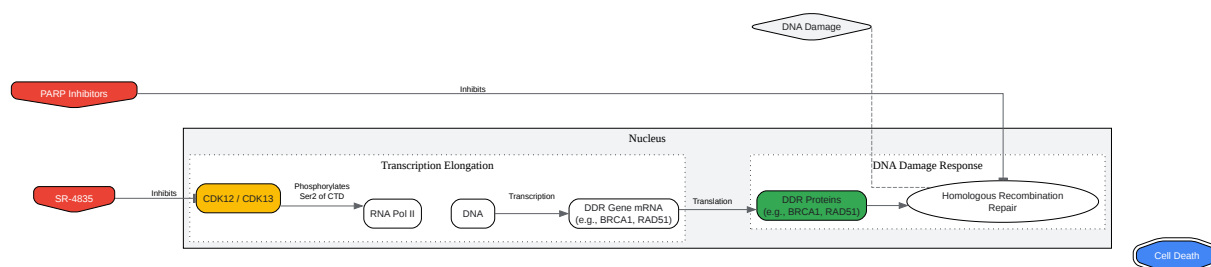 DNA Damage
PARP Inhibitors
Inhibits
Nucleus
Transcription Elongation
DNA Damage Response
SR-4835
Inhibits
CDK12 / CDK13
Phosphorylates
Ser2 of CTD
RNA Pol II
DNA
Transcription
DDR Gene mRNA
(e.g., BRCA1, RAD51)
Translation
DDR Proteins
(e.g., BRCA1, RAD51)
Homologous Recombination
Repair
Cell Death